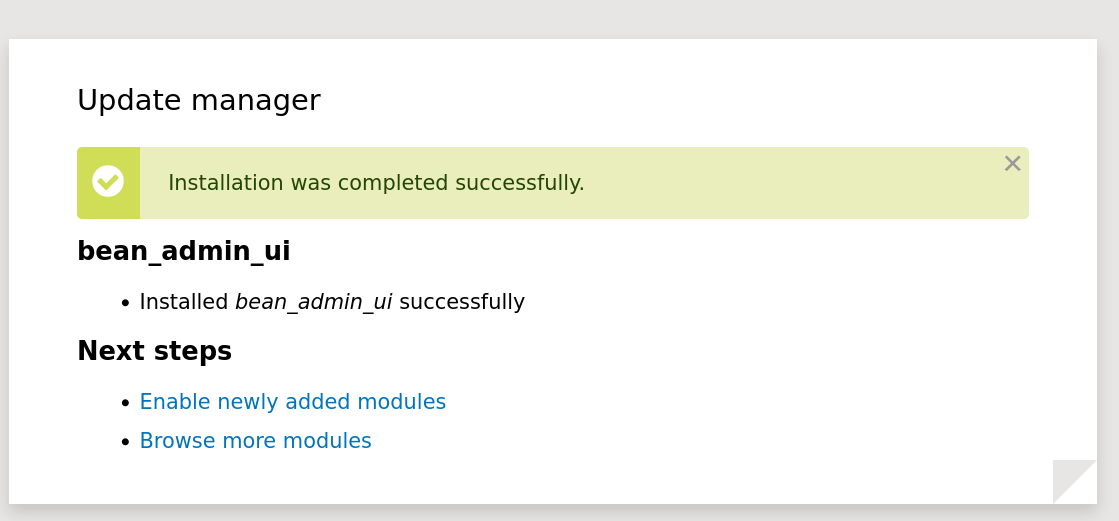 Update manager
Installation was completed successfully.
bean_admin_ui
Installed bean_admin_ui successfully
Next steps
Enable newly added modules
Browse more modules